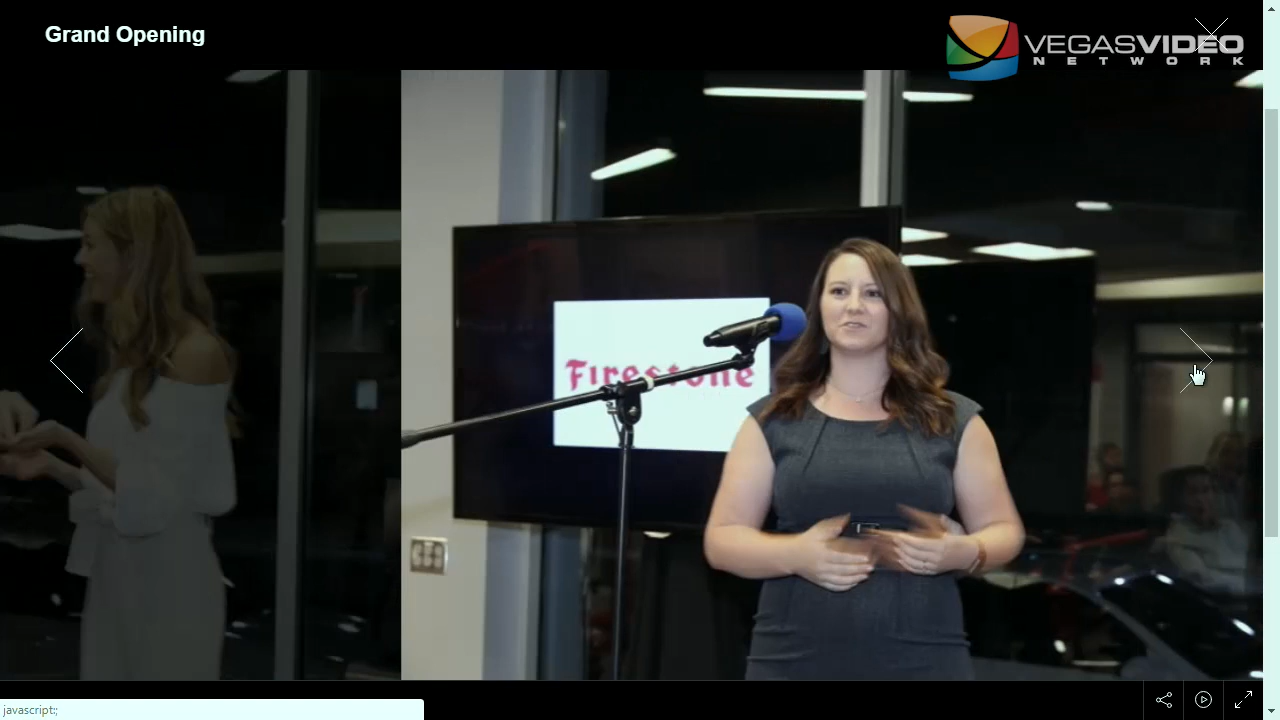 Grand Opening
VEGASVIDEO
NETWORK
Firestone
javascript:;